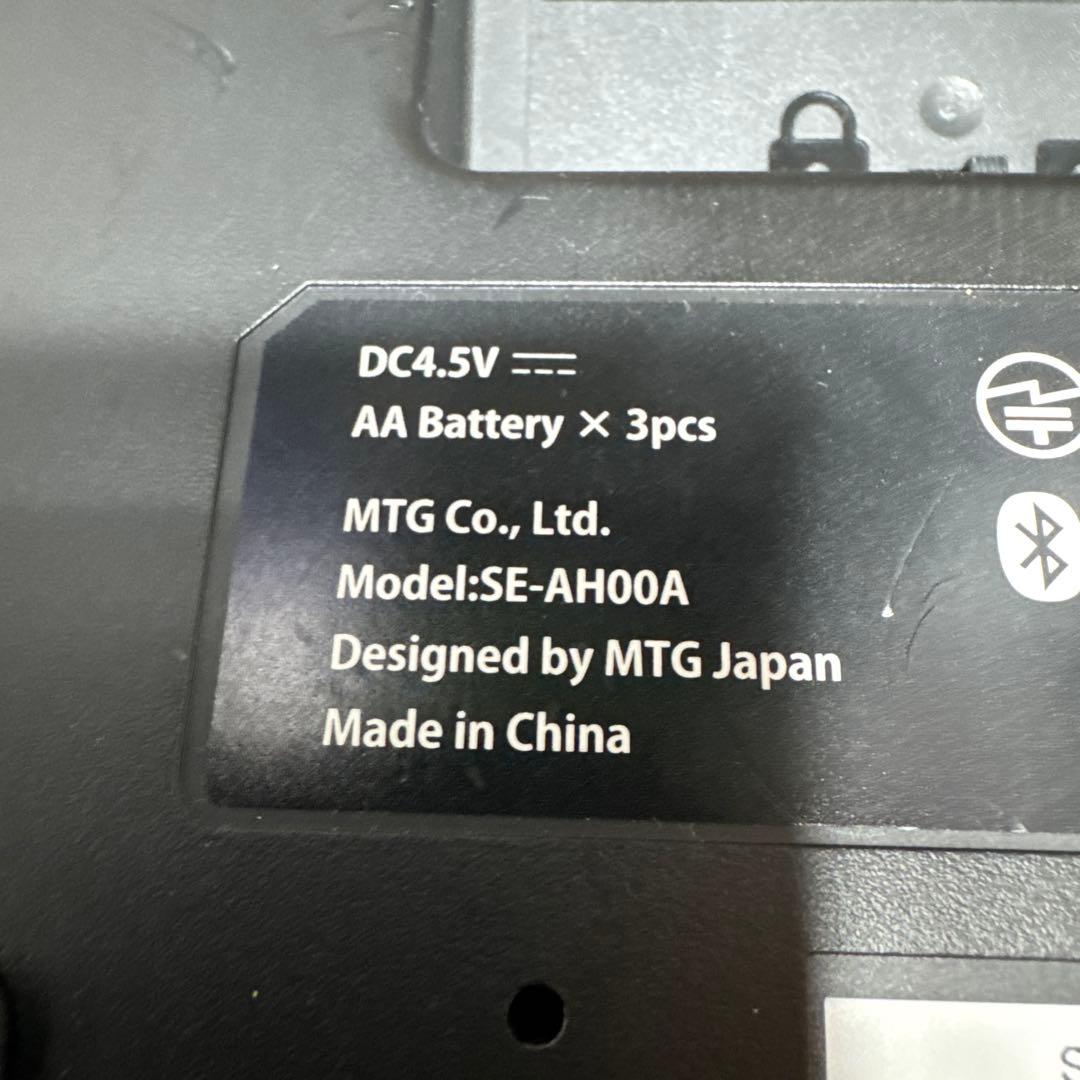 DC4.5V ⎓
AA Battery × 3pcs
MTG Co., Ltd.
Model:SE-AH00A
Designed by MTG Japan
Made in China